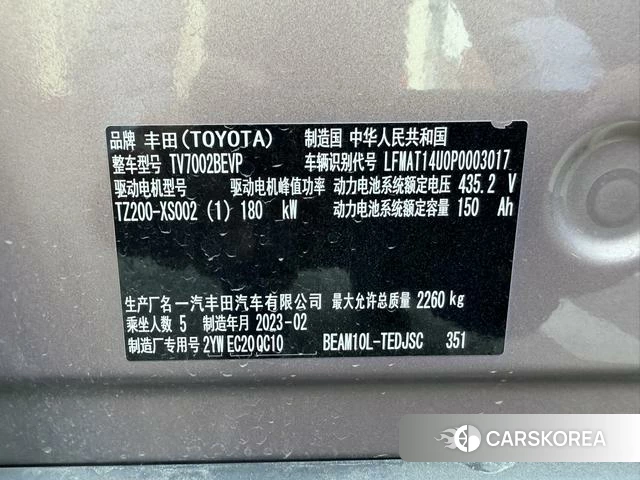 品牌 丰田(TOYOTA) 制造国 中华人民共和国
整车型号 TV7002BEVP 车辆识别代号 LFMAT14U0P0003017
驱动电机型号 驱动电机峰值功率 动力电池系统额定电压 435.2 V
TZ200-XS002 (1) 180 kW 动力电池系统额定容量 150 Ah
生产厂名 一汽丰田汽车有限公司 最大允许总质量 2260 kg
乘坐人数 5 制造年月 2023-02
制造厂专用号 2YW EC20 QC10 BEAM10L-TEDJSC 351
CARSKOREA